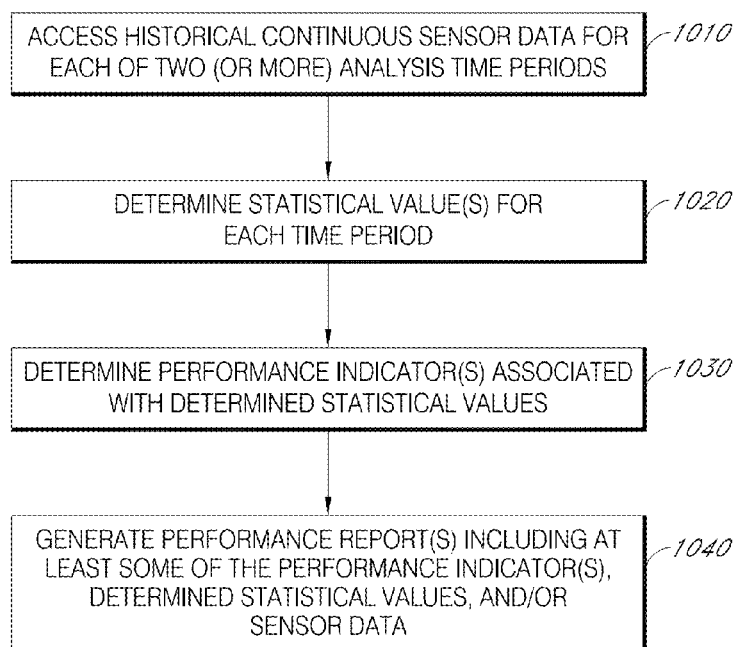 ACCESS HISTORICAL CONTINUOUS SENSOR DATA FOR
EACH OF TWO (OR MORE) ANALYSIS TIME PERIODS
1010
DETERMINE STATISTICAL VALUE(S) FOR
EACH TIME PERIOD
1020
DETERMINE PERFORMANCE INDICATOR(S) ASSOCIATED
WITH DETERMINED STATISTICAL VALUES
1030
GENERATE PERFORMANCE REPORT(S) INCLUDING AT
LEAST SOME OF THE PERFORMANCE INDICATOR(S),
DETERMINED STATISTICAL VALUES, AND/OR
SENSOR DATA
1040